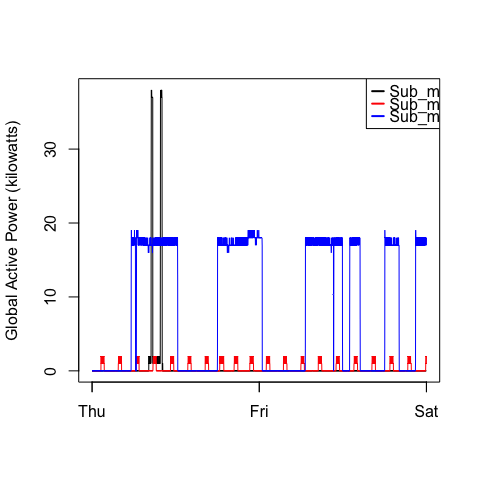 Sub_m
Sub_m
Sub_m
Global Active Power (kilowatts)
30
20
10
0
Thu Fri Sat